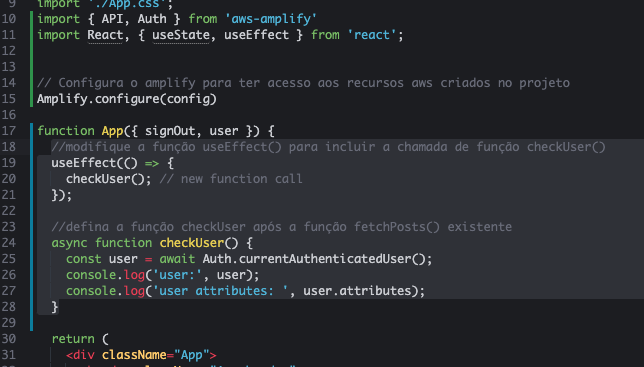 9 import './App.css';
10 import { API, Auth } from 'aws-amplify'
11 import React, { useState, useEffect } from 'react';
12
13
14 // Configura o amplify para ter acesso aos recursos aws criados no projeto
15 Amplify.configure(config)
16
17 function App({ signOut, user }) {
18 //modifique a função useEffect() para incluir a chamada de função checkUser()
19 useEffect(() => {
20 checkUser(); // new function call
21 });
22
23 //defina a função checkUser após a função fetchPosts() existente
24 async function checkUser() {
25 const user = await Auth.currentAuthenticatedUser();
26 console.log('user:', user);
27 console.log('user attributes: ', user.attributes);
28 }
29
30 return (
31 <div className="App">